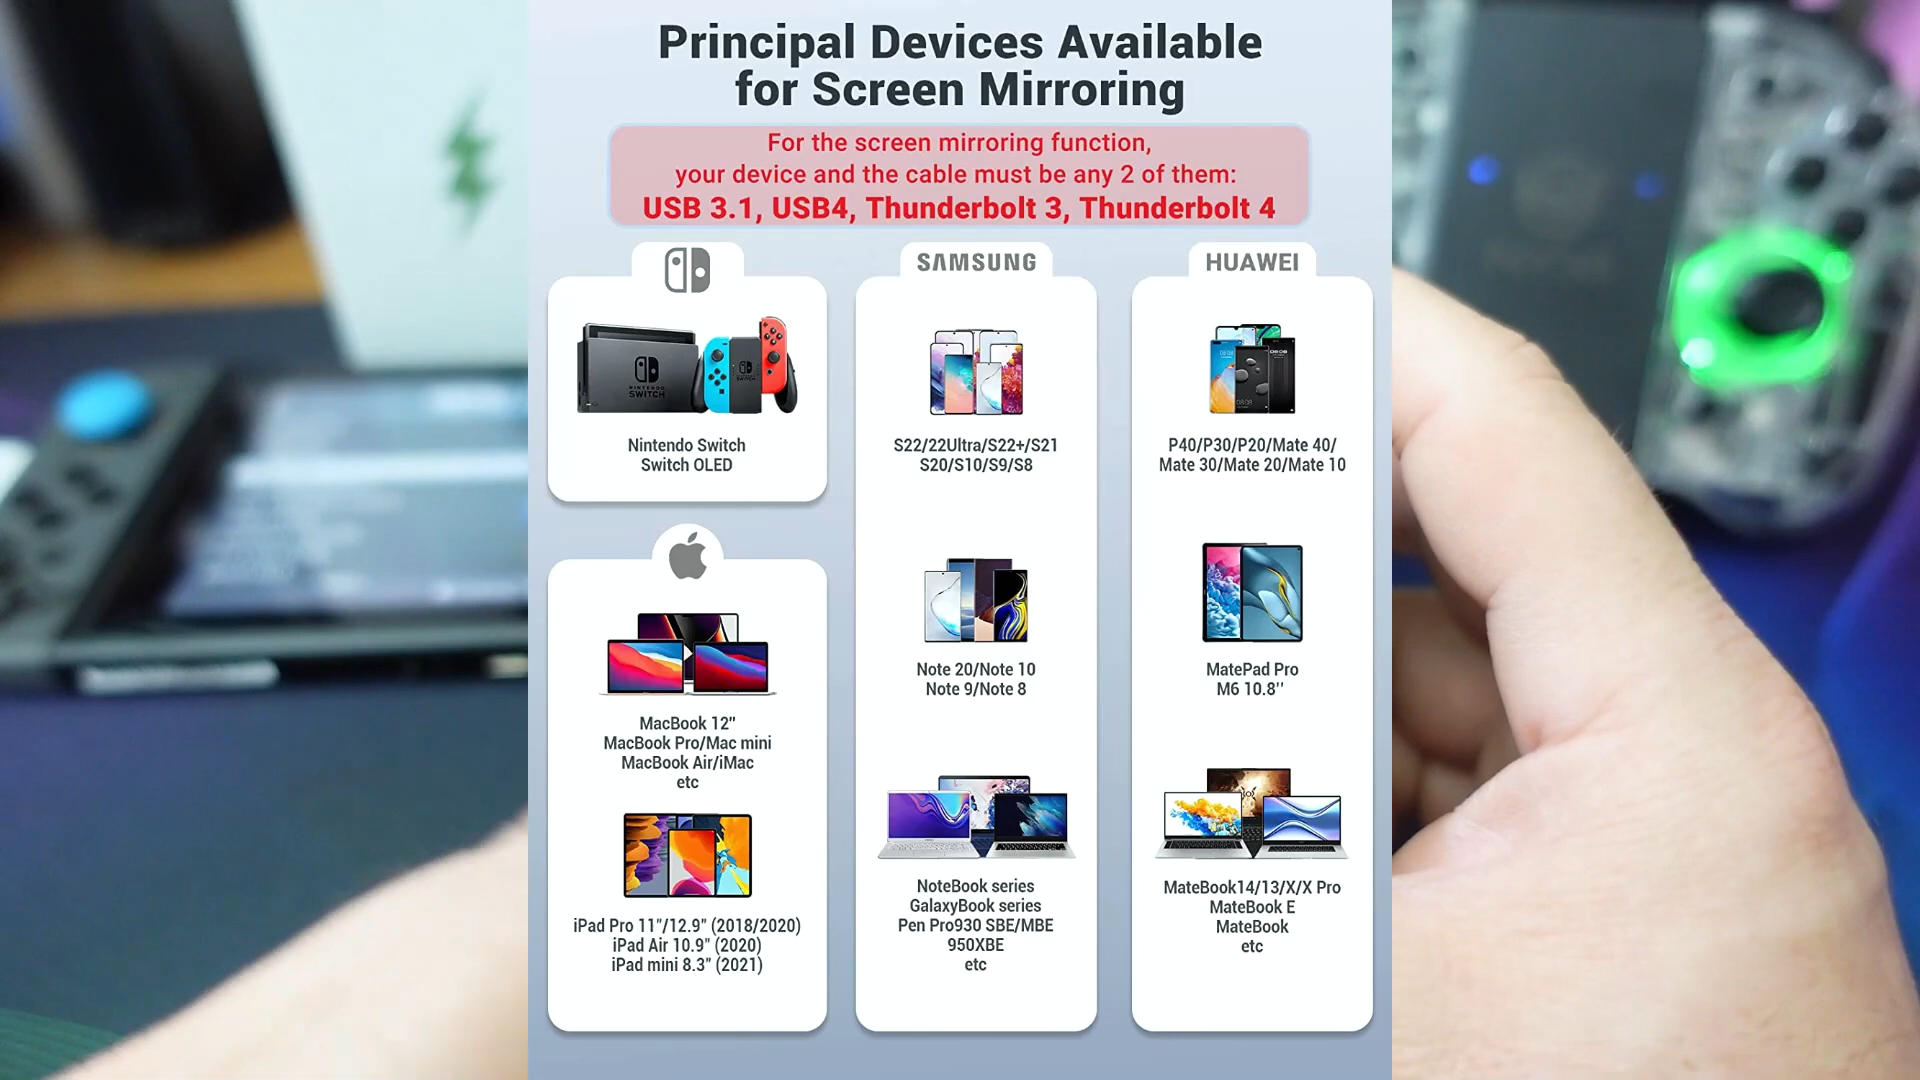 Principal Devices Available
for Screen Mirroring
For the screen mirroring function,
your device and the cable must be any 2 of them:
USB 3.1, USB4, Thunderbolt 3, Thunderbolt 4
NINTENDO
SWITCH
Nintendo Switch
Switch OLED
MacBook 12"
MacBook Pro/Mac mini
MacBook Air/iMac
etc
iPad Pro 11"/12.9" (2018/2020)
iPad Air 10.9" (2020)
iPad mini 8.3" (2021)
SAMSUNG
S22/22Ultra/S22+/S21
S20/S10/S9/S8
Note 20/Note 10
Note 9/Note 8
NoteBook series
GalaxyBook series
Pen Pro930 SBE/MBE
950XBE
etc
HUAWEI
P40/P30/P20/Mate 40/
Mate 30/Mate 20/Mate 10
MatePad Pro
M6 10.8''
MateBook14/13/X/X Pro
MateBook E
MateBook
etc